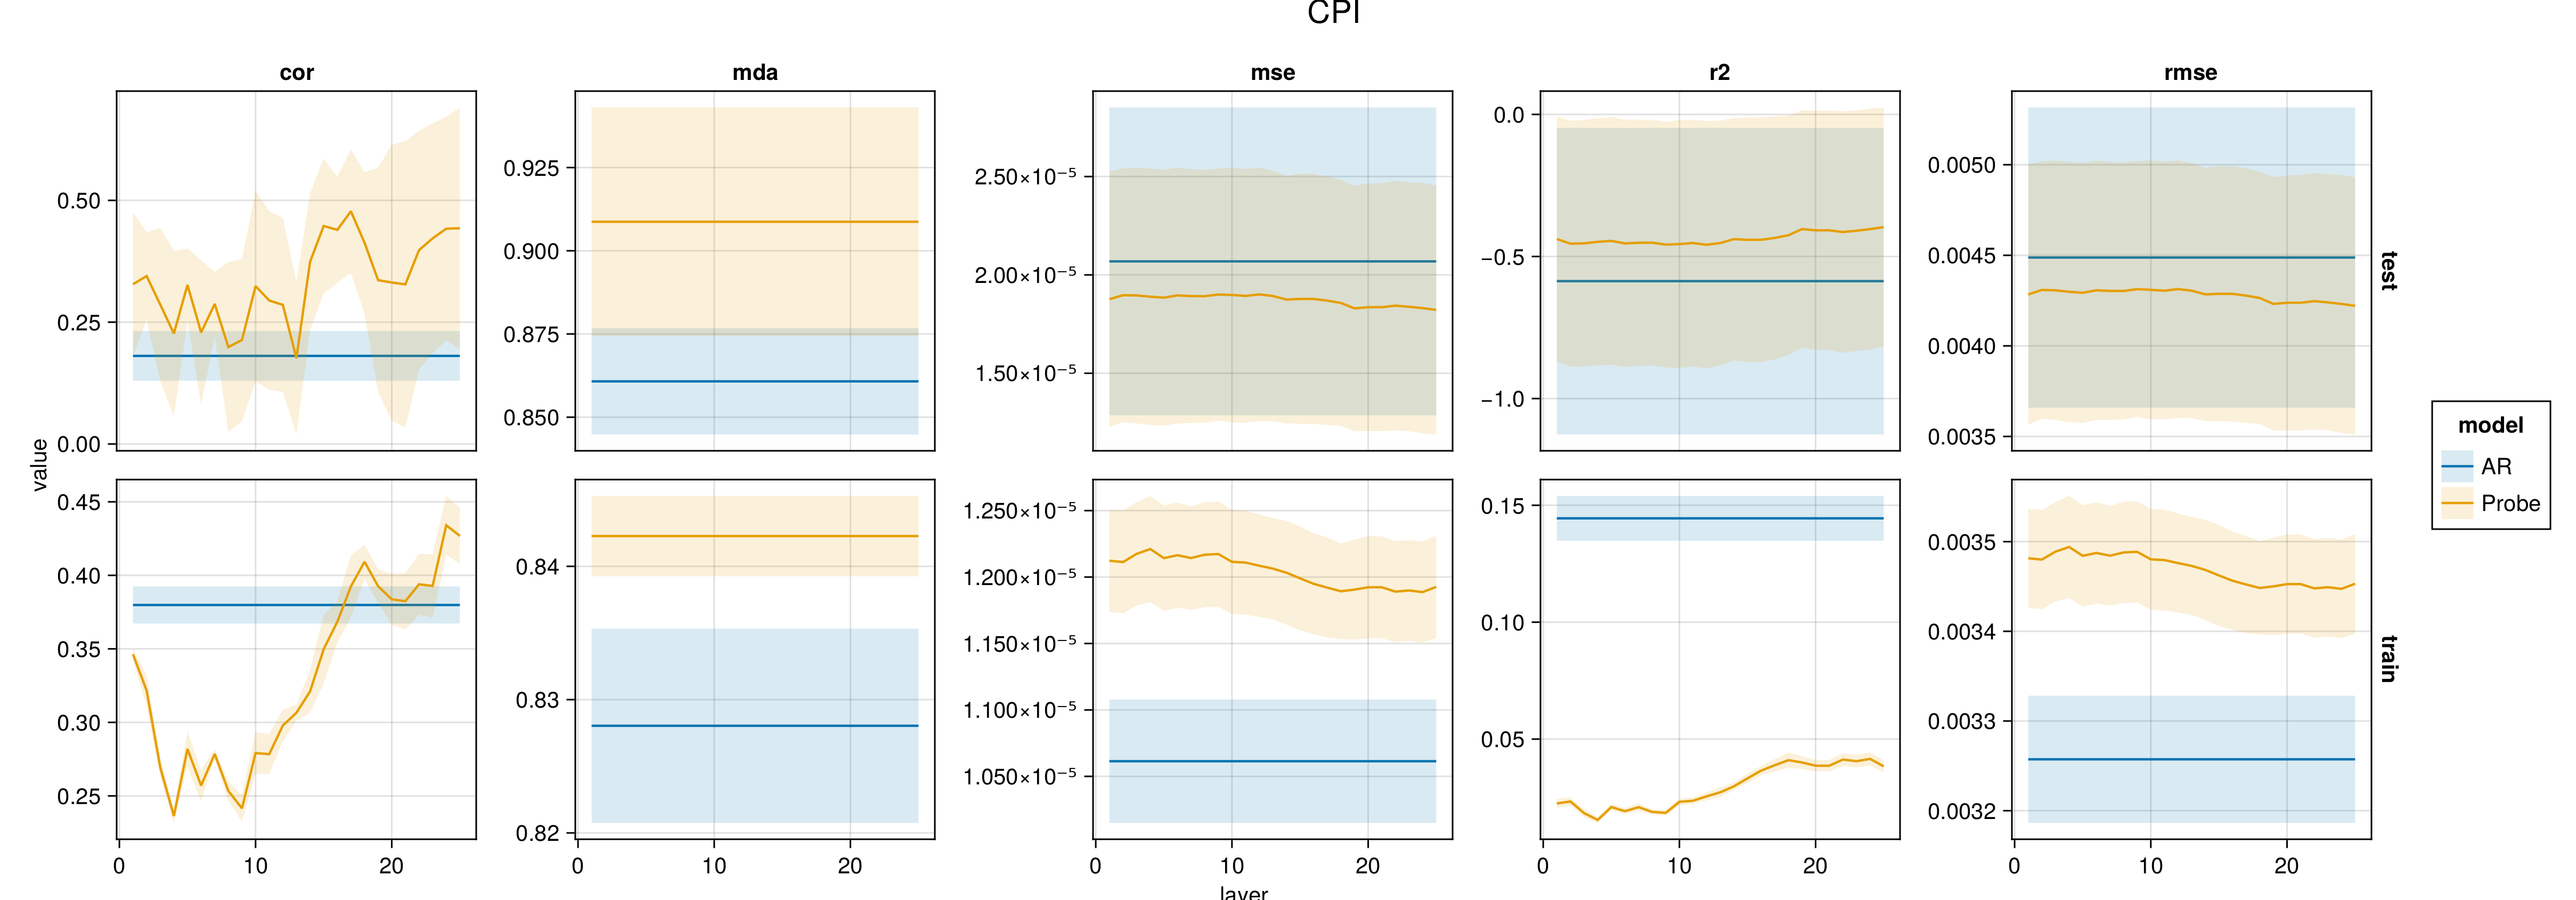 CPI
cor mda mse r2 rmse
0.50
0.25
0.00
0.925
0.900
0.875
0.850
2.50×10⁻⁵
2.00×10⁻⁵
1.50×10⁻⁵
0.0
−0.5
−1.0
0.0050
0.0045
0.0040
0.0035
test
value
0.45
0.40
0.35
0.30
0.25
0.84
0.83
0.82
1.250×10⁻⁵
1.200×10⁻⁵
1.150×10⁻⁵
1.100×10⁻⁵
1.050×10⁻⁵
0.15
0.10
0.05
0.0035
0.0034
0.0033
0.0032
train
0 10 20
0 10 20
0 10 20
0 10 20
0 10 20
layer
model
AR
Probe